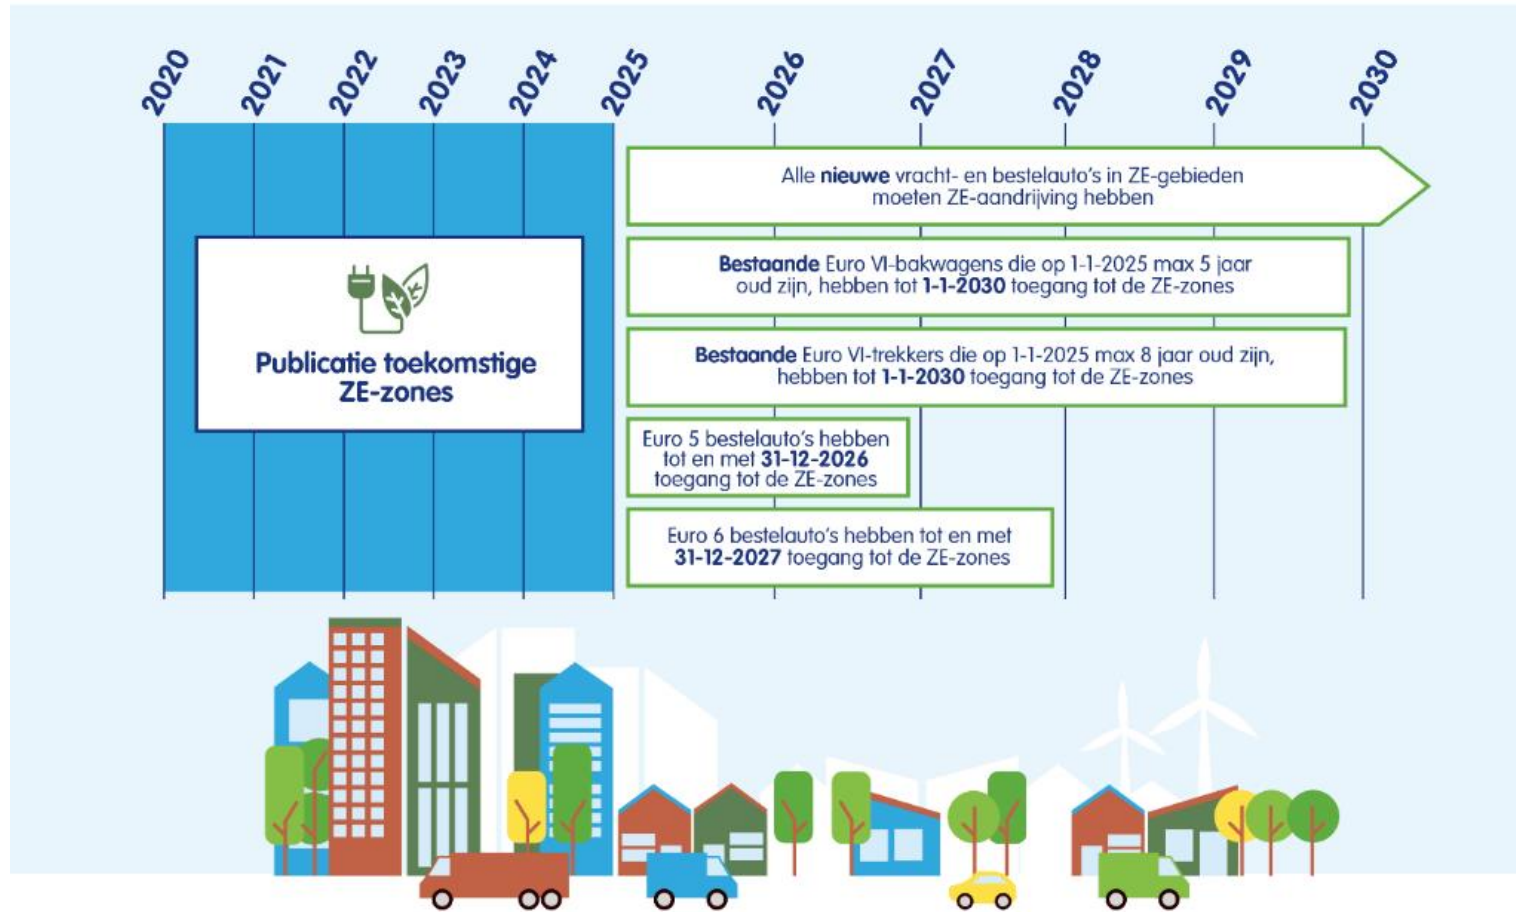 2020
2021
2022
2023
2024
2025
2026
2027
2028
2029
2030
Alle nieuwe vracht- en bestelauto's in ZE-gebieden
moeten ZE-aandrijving hebben
Publicatie toekomstige
ZE-zones
Bestaande Euro VI-bakwagens die op 1-1-2025 max 5 jaar
oud zijn, hebben tot 1-1-2030 toegang tot de ZE-zones
Bestaande Euro VI-trekkers die op 1-1-2025 max 8 jaar oud zijn,
hebben tot 1-1-2030 toegang tot de ZE-zones
Euro 5 bestelauto's hebben
tot en met 31-12-2026
toegang tot de ZE-zones
Euro 6 bestelauto's hebben tot en met
31-12-2027 toegang tot de ZE-zones